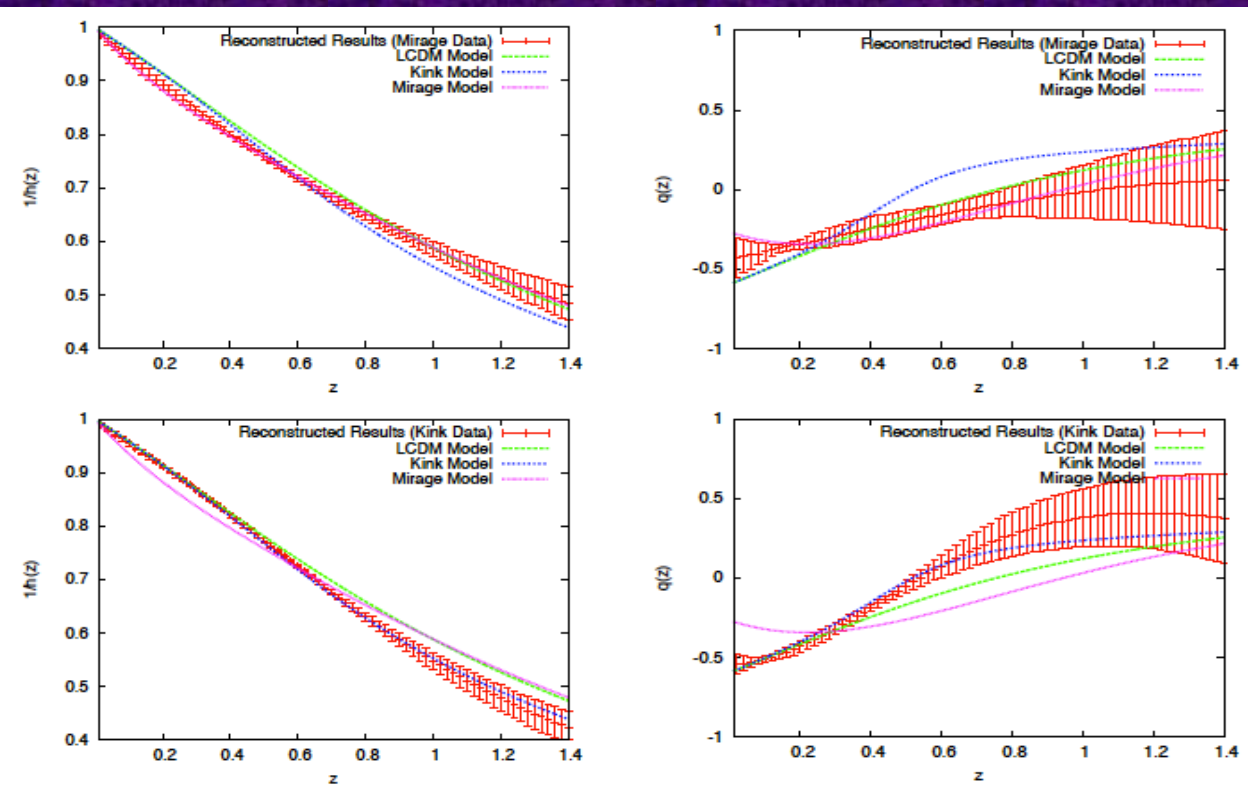 Reconstructed Results (Mirage Data)
LCDM Model
Kink Model
Mirage Model
1/h(z)
1
0.9
0.8
0.7
0.6
0.5
0.4
0.2 0.4 0.6 0.8 1 1.2 1.4
z
Reconstructed Results (Mirage Data)
LCDM Model
Kink Model
Mirage Model
q(z)
1
0.5
0
-0.5
-1
0.2 0.4 0.6 0.8 1 1.2 1.4
z
Reconstructed Results (Kink Data)
LCDM Model
Kink Model
Mirage Model
1/h(z)
1
0.9
0.8
0.7
0.6
0.5
0.4
0.2 0.4 0.6 0.8 1 1.2 1.4
z
Reconstructed Results (Kink Data)
LCDM Model
Kink Model
Mirage Model
q(z)
1
0.5
0
-0.5
-1
0.2 0.4 0.6 0.8 1 1.2 1.4
z